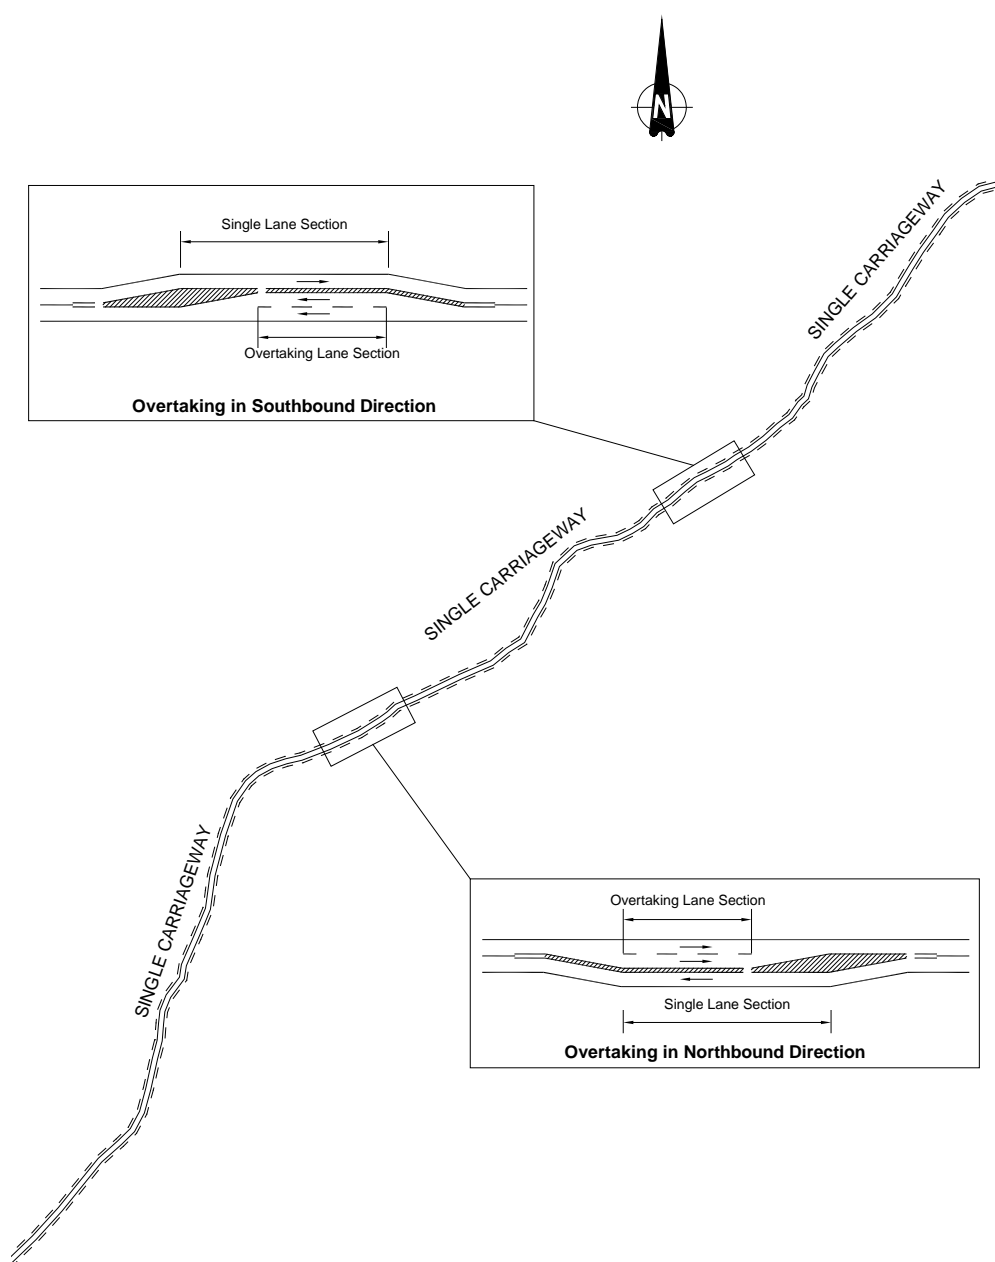 N
SINGLE CARRIAGEWAY
Single Lane Section
Overtaking Lane Section
Overtaking in Southbound Direction
SINGLE CARRIAGEWAY
SINGLE CARRIAGEWAY
Overtaking Lane Section
Single Lane Section
Overtaking in Northbound Direction